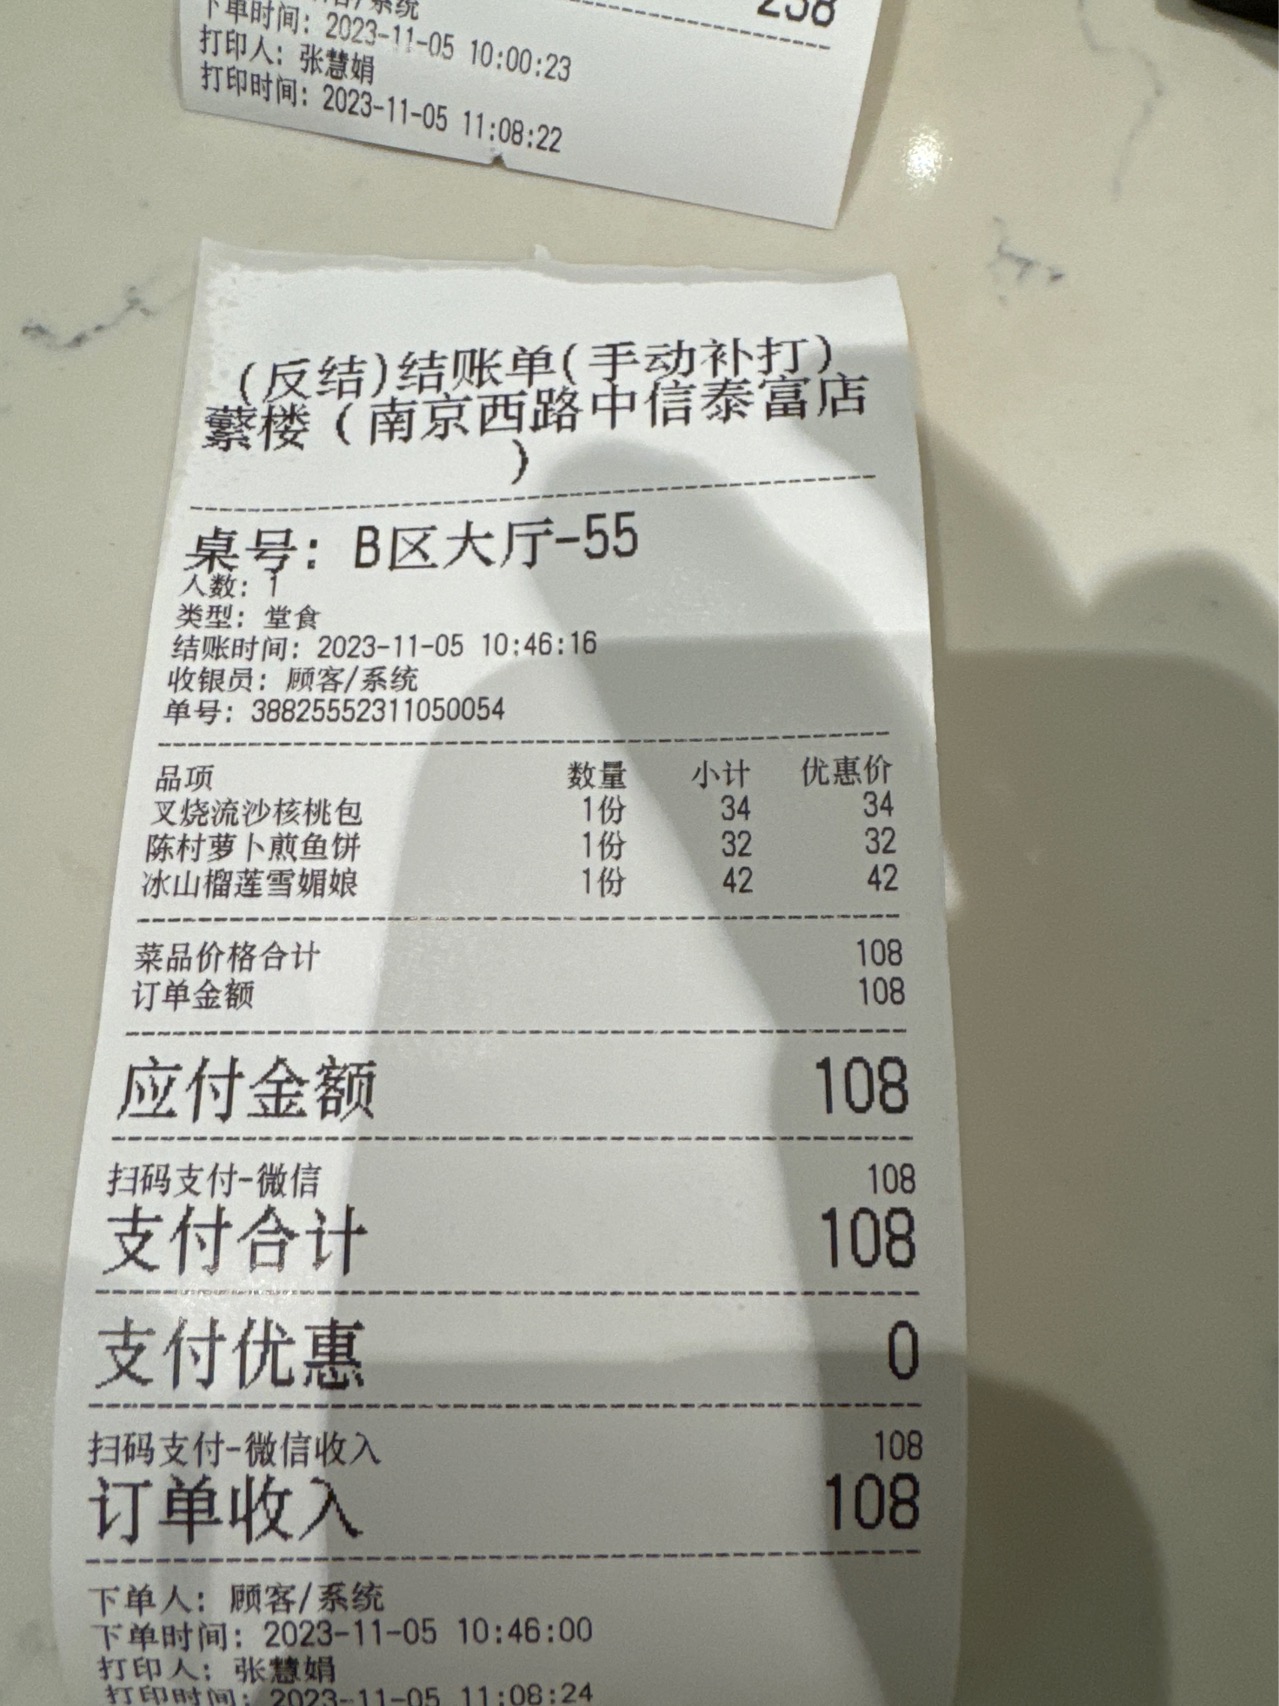 238
下单时间: 2023-11-05 10:00:23
打印人: 张慧娟
打印时间: 2023-11-05 11:08:22
(反结)结账单(手动补打)
蘩楼(南京西路中信泰富店
)
桌号: B区大厅-55
人数: 1
类型: 堂食
结账时间: 2023-11-05 10:46:16
收银员: 顾客/系统
单号: 38825552311050054
品项 数量 小计 优惠价
叉烧流沙核桃包 1份 34 34
陈村萝卜煎鱼饼 1份 32 32
冰山榴莲雪媚娘 1份 42 42
菜品价格合计 108
订单金额 108
应付金额 108
扫码支付-微信 108
支付合计 108
支付优惠 0
扫码支付-微信收入 108
订单收入 108
下单人: 顾客/系统
下单时间: 2023-11-05 10:46:00
打印人: 张慧娟
打印时间: 2023-11-05 11:08:24